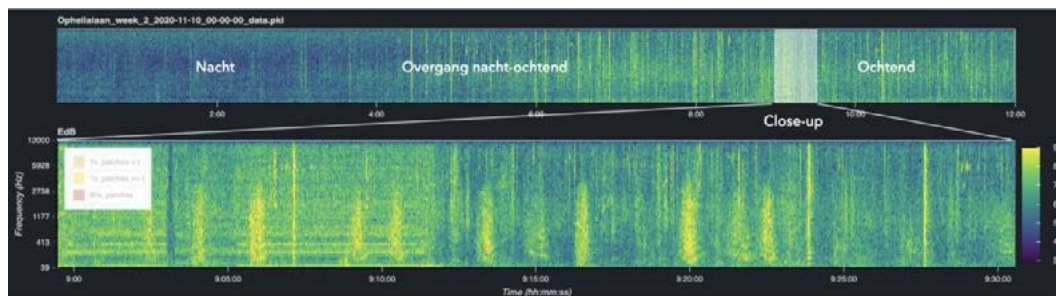 Ophelialaan_week_2_2020-11-10_00-00-00_data.pkl
Nacht
Overgang nacht-ochtend
Ochtend
2:00 4:00 6:00 8:00 10:00 12:00
Close-up
EdB
Frequency (Hz)
12000
5928
2758
1177
413
39
9:00 9:05:00 9:10:00 9:15:00 9:20:00 9:25:00 9:30:00
Time (hh:mm:ss)